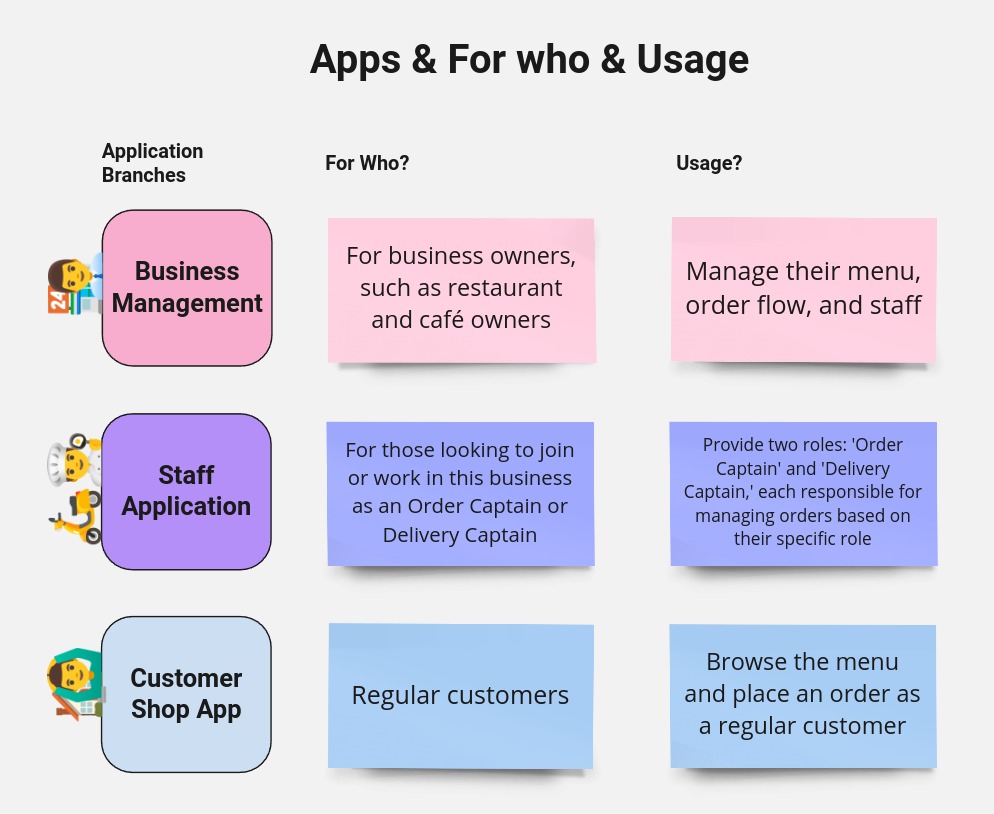 Apps & For who & Usage
Application
Branches
For Who?
Usage?
Business
Management
For business owners,
such as restaurant
and café owners
Manage their menu,
order flow, and staff
24
Staff
Application
For those looking to join
or work in this business
as an Order Captain or
Delivery Captain
Provide two roles: 'Order
Captain' and 'Delivery
Captain,' each responsible for
managing orders based on
their specific role
Customer
Shop App
Regular customers
Browse the menu
and place an order as
a regular customer